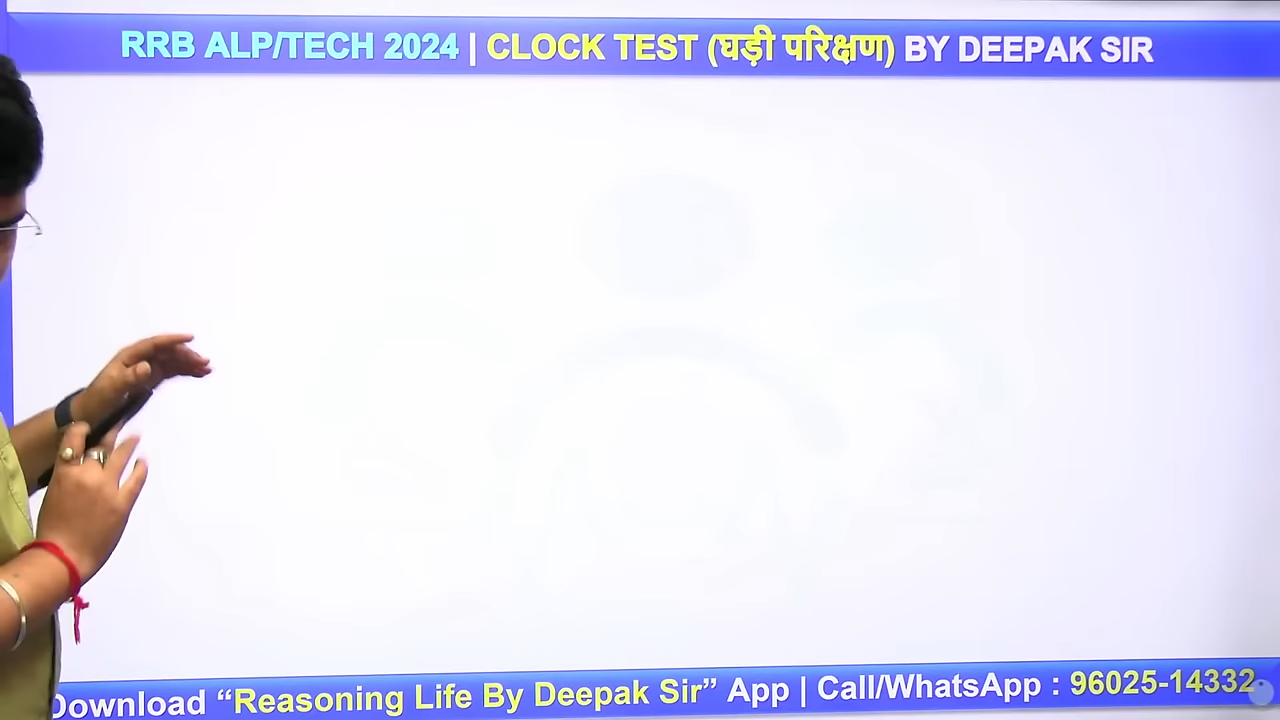 RRB ALP/TECH 2024 | CLOCK TEST (घड़ी परिक्षण) BY DEEPAK SIR
Download “Reasoning Life By Deepak Sir” App | Call/WhatsApp : 96025-14332